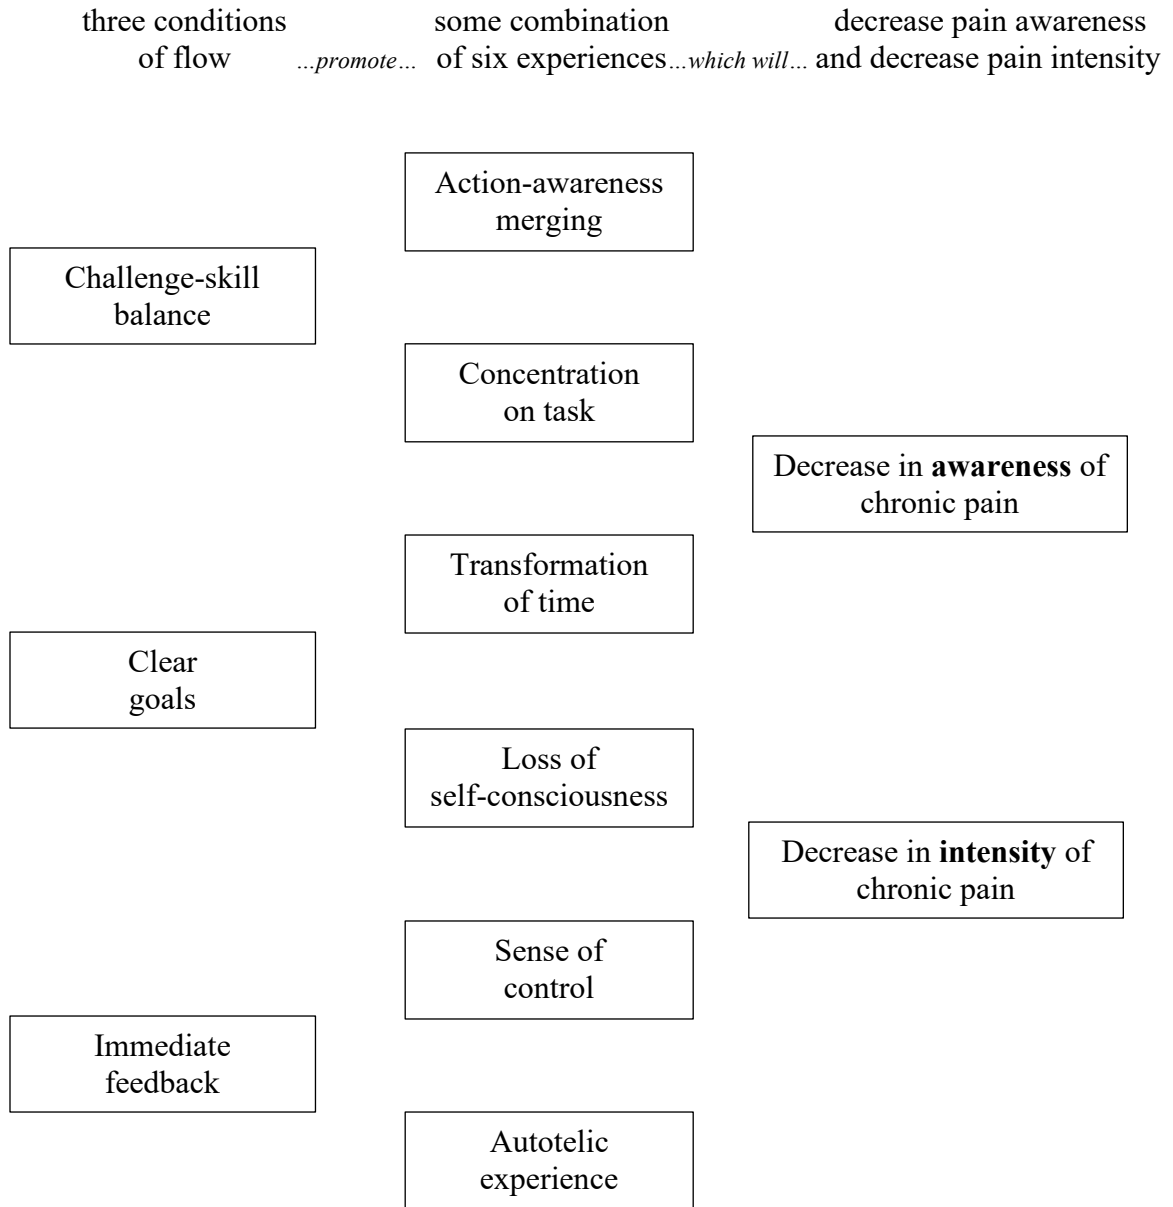 three conditions
of flow
...promote...
some combination
of six experiences
...which will...
decrease pain awareness
and decrease pain intensity
Action-awareness
merging
Challenge-skill
balance
Concentration
on task
Decrease in awareness of
chronic pain
Transformation
of time
Clear
goals
Loss of
self-consciousness
Decrease in intensity of
chronic pain
Sense of
control
Immediate
feedback
Autotelic
experience